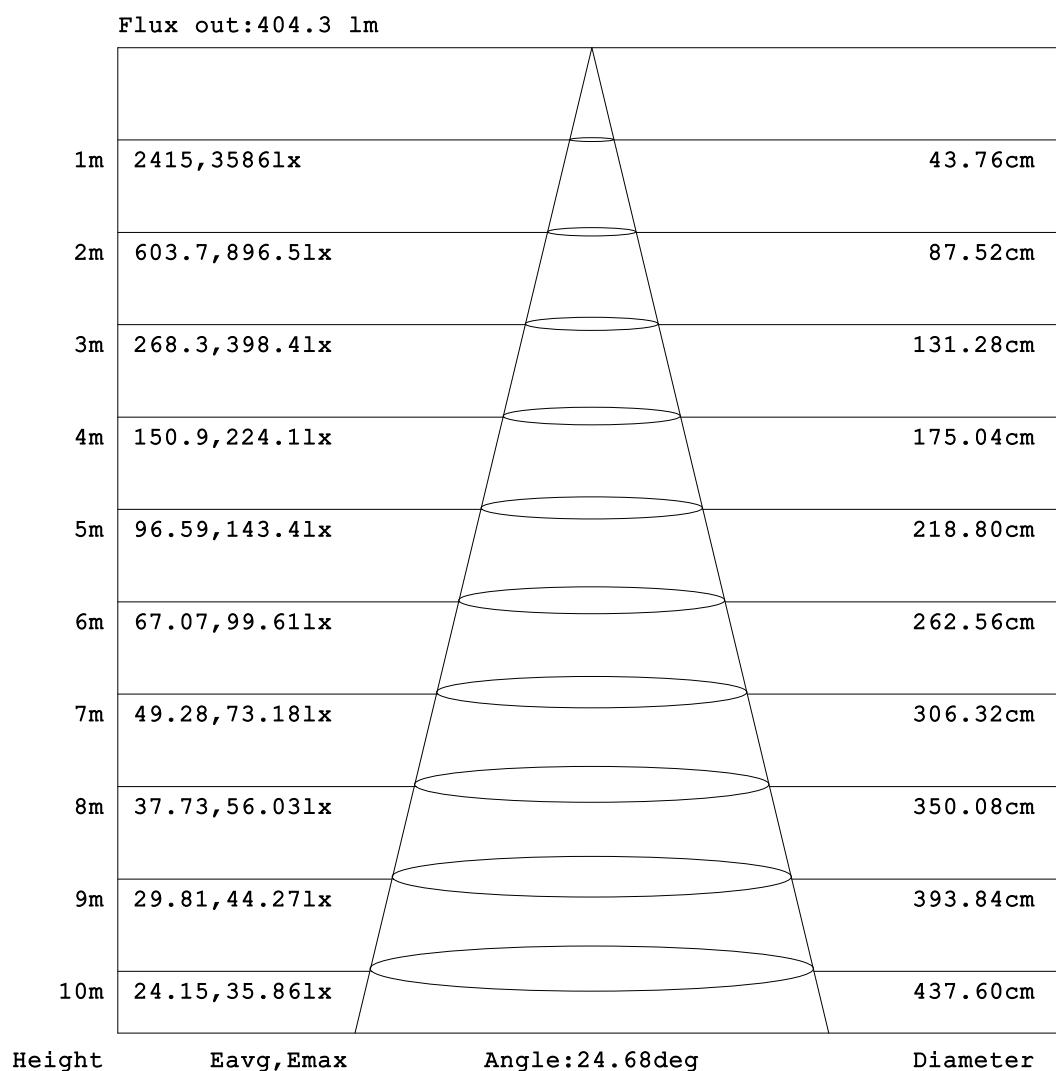 Flux out:404.3 lm
1m 2415,3586lx 43.76cm
2m 603.7,896.5lx 87.52cm
3m 268.3,398.4lx 131.28cm
4m 150.9,224.1lx 175.04cm
5m 96.59,143.4lx 218.80cm
6m 67.07,99.61lx 262.56cm
7m 49.28,73.18lx 306.32cm
8m 37.73,56.03lx 350.08cm
9m 29.81,44.27lx 393.84cm
10m 24.15,35.86lx 437.60cm
Height Eavg,Emax Angle:24.68deg Diameter